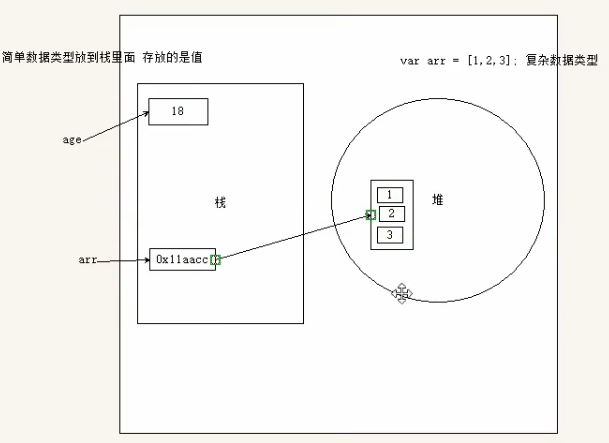 简单数据类型放到栈里面 存放的是值
var arr = [1,2,3]; 复杂数据类型
18
age
1
栈
堆
2
3
arr
0x11aacc